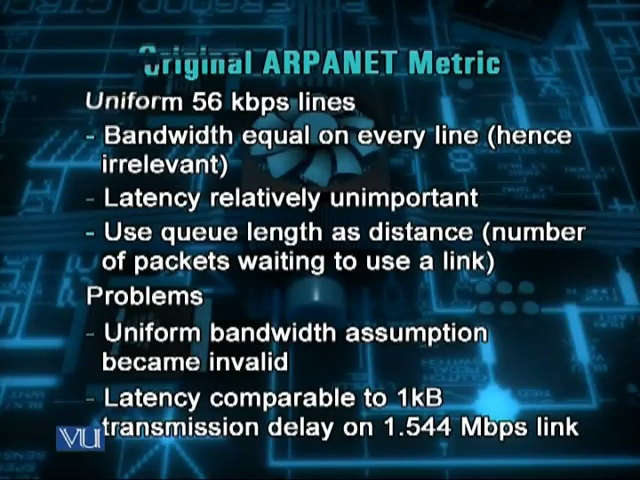 Original ARPANET Metric
Uniform 56 kbps lines
- Bandwidth equal on every line (hence
irrelevant)
- Latency relatively unimportant
- Use queue length as distance (number
of packets waiting to use a link)
Problems
- Uniform bandwidth assumption
became invalid
- Latency comparable to 1kB
transmission delay on 1.544 Mbps link
VU